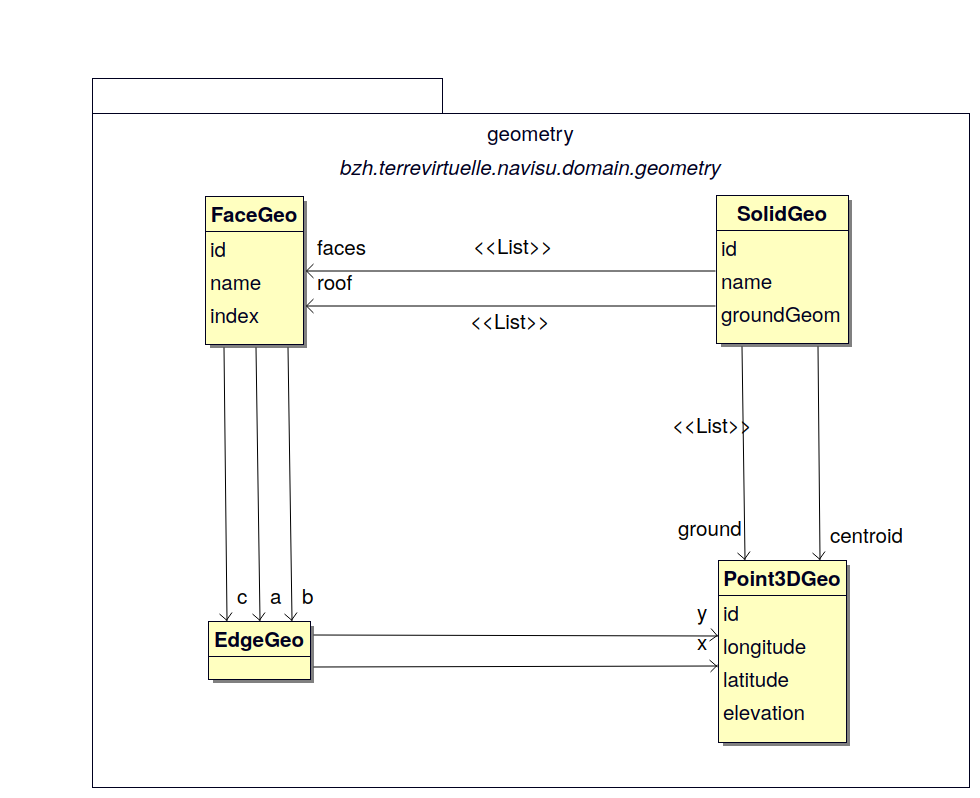 geometry
bzh.terrevirtuelle.navisu.domain.geometry
FaceGeo
id
name
index
faces
<<List>>
roof
<<List>>
SolidGeo
id
name
groundGeom
<<List>>
ground
centroid
c a b
EdgeGeo
y
x
Point3DGeo
id
longitude
latitude
elevation